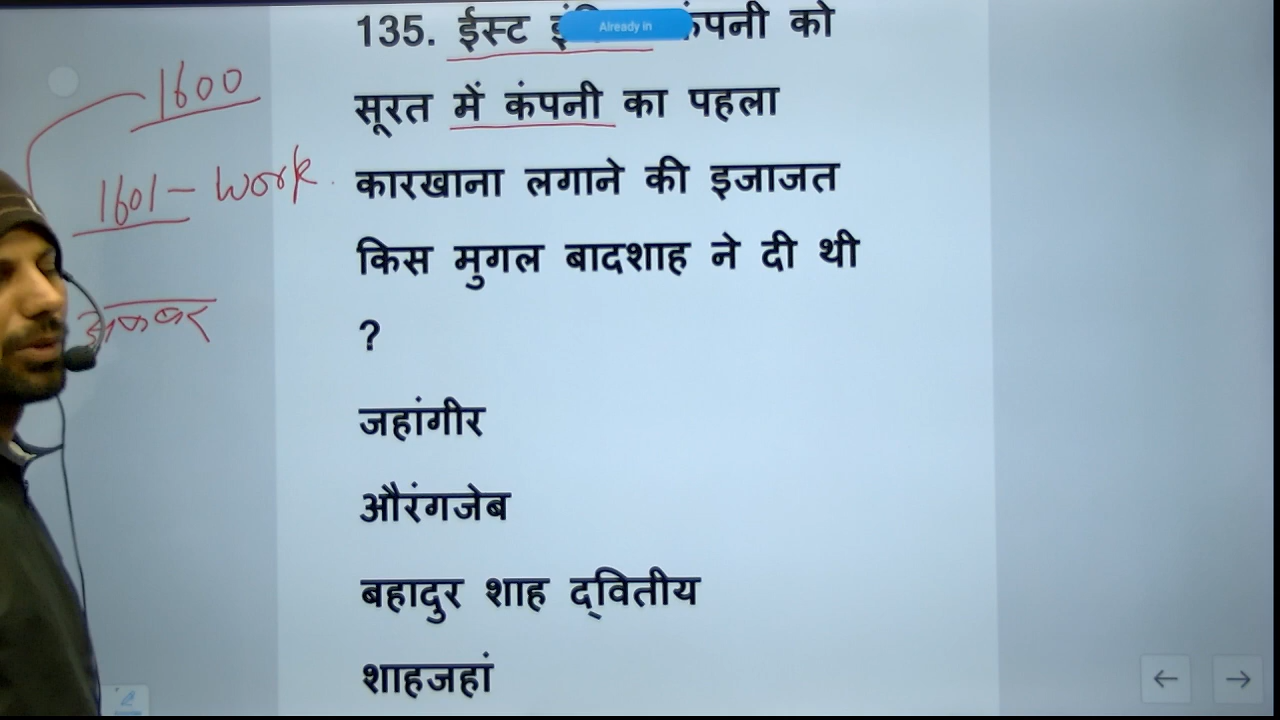 135. ईस्ट कंपनी को
Already in
सूरत में कंपनी का पहला
कारखाना लगाने की इजाजत
किस मुगल बादशाह ने दी थी
?
जहांगीर
औरंगजेब
बहादुर शाह द्वितीय
शाहजहां
1600
1601 - work
अकबर